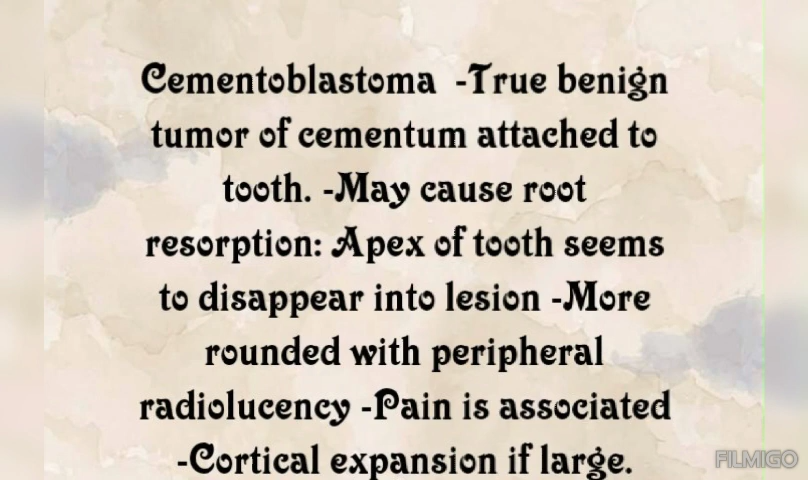 Cementoblastoma -True benign
tumor of cementum attached to
tooth. -May cause root
resorption: Apex of tooth seems
to disappear into lesion -More
rounded with peripheral
radiolucency -Pain is associated
-Cortical expansion if large.
FILMIGO